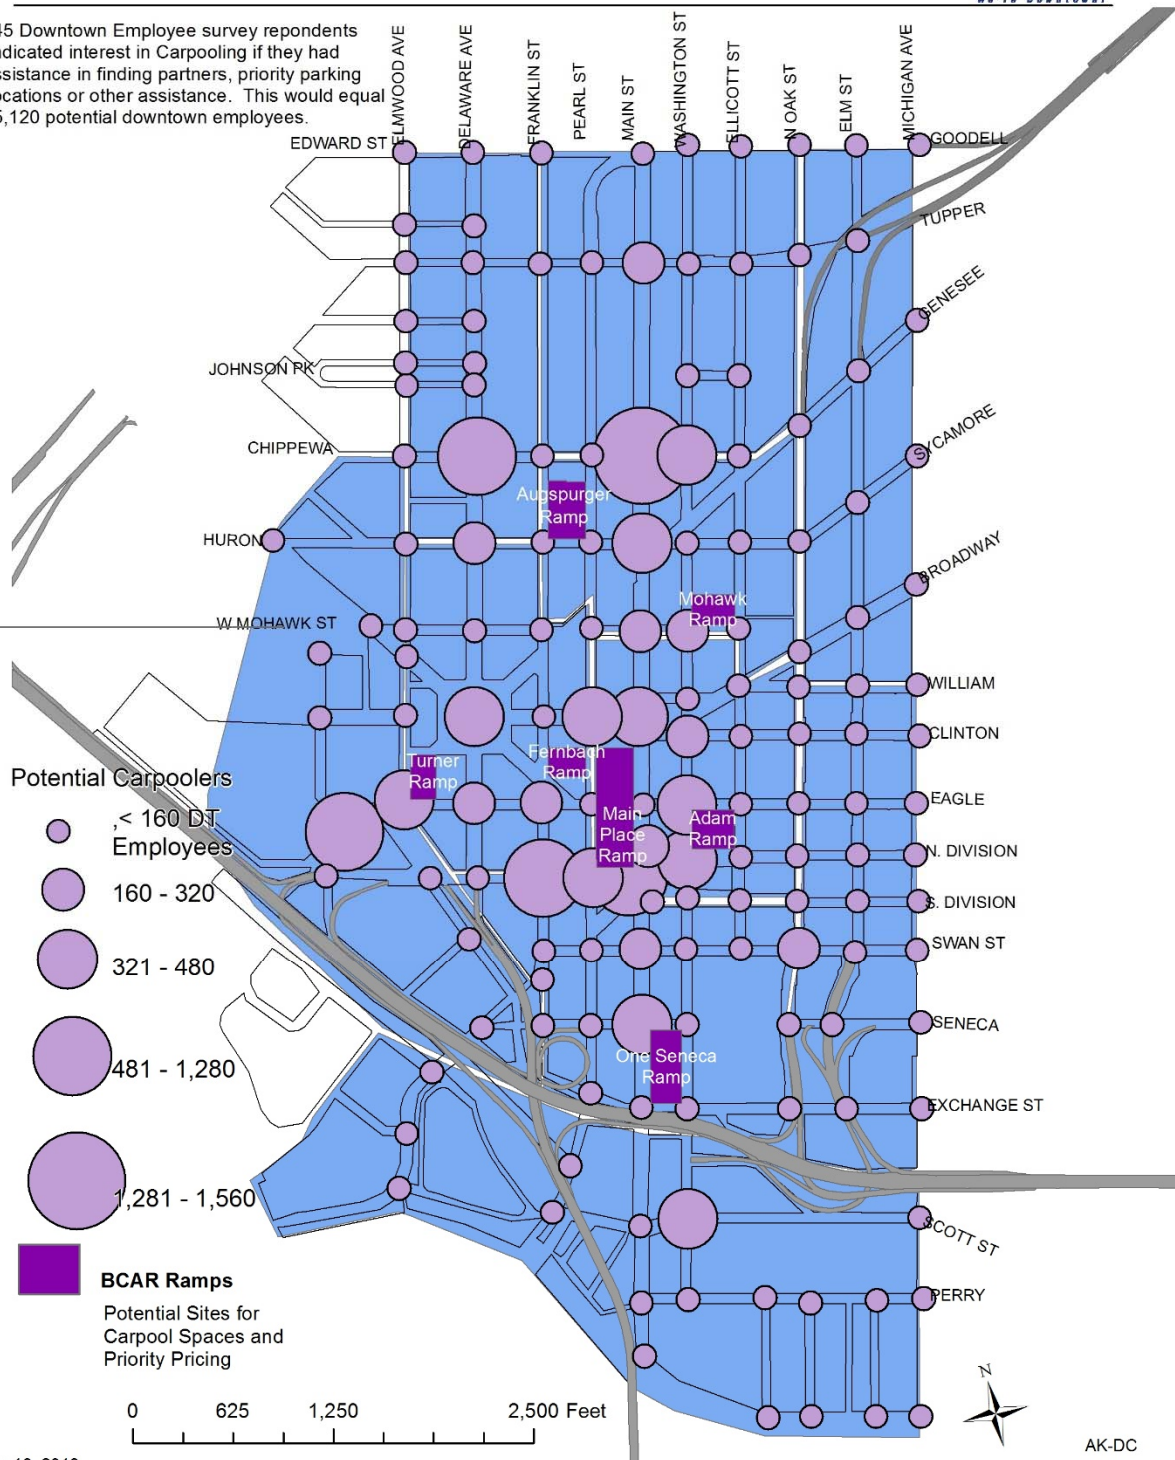 45 Downtown Employee survey repondents
ndicated interest in Carpooling if they had
ssistance in finding partners, priority parking
ocations or other assistance. This would equal
5,120 potential downtown employees.
ELMWOOD AVE
DELAWARE AVE
FRANKLIN ST
PEARL ST
MAIN ST
WASHINGTON ST
ELLICOTT ST
N OAK ST
ELM ST
MICHIGAN AVE
EDWARD ST
GOODELL
TUPPER
GENESEE
JOHNSON PK
SYCAMORE
CHIPPEWA
Augspurger
Ramp
HURON
BROADWAY
Mohawk
Ramp
W MOHAWK ST
WILLIAM
CLINTON
Fernbach
Ramp
Turner
Ramp
Potential Carpoolers
,< 160 DT
Employees
160 - 320
321 - 480
481 - 1,280
1,281 - 1,560
EAGLE
Main
Place
Ramp
Adam
Ramp
N. DIVISION
S. DIVISION
SWAN ST
SENECA
One Seneca
Ramp
EXCHANGE ST
SCOTT ST
PERRY
BCAR Ramps
Potential Sites for
Carpool Spaces and
Priority Pricing
0 625 1,250 2,500 Feet
N
AK-DC